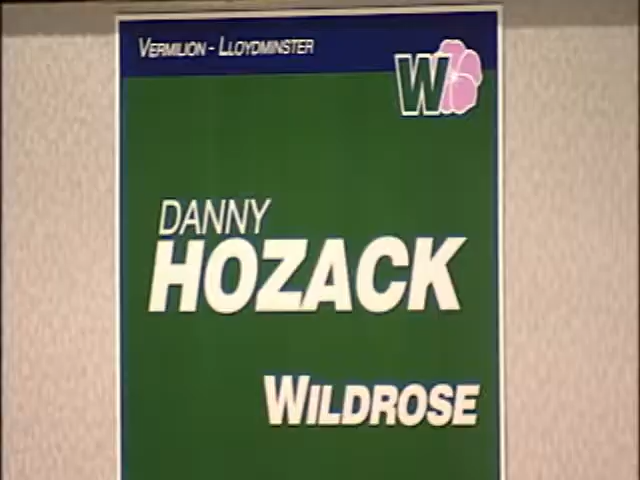 VERMILION - LLOYDMINSTER
W
DANNY
HOZACK
WILDROSE